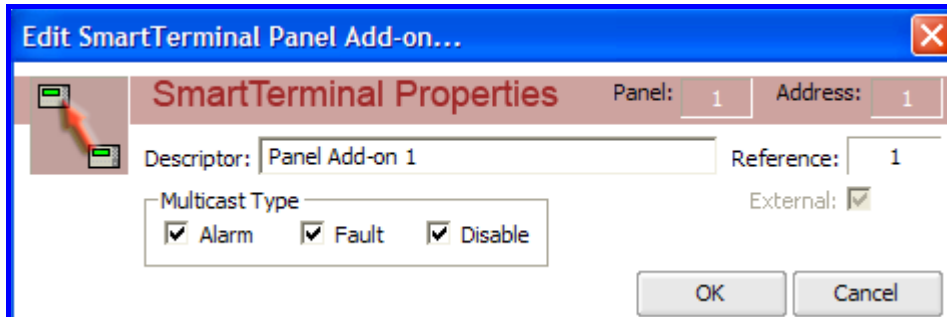 Edit SmartTerminal Panel Add-on...
SmartTerminal Properties Panel: 1 Address: 1
Descriptor: Panel Add-on 1 Reference: 1
Multicast Type External:
Alarm Fault Disable
OK Cancel